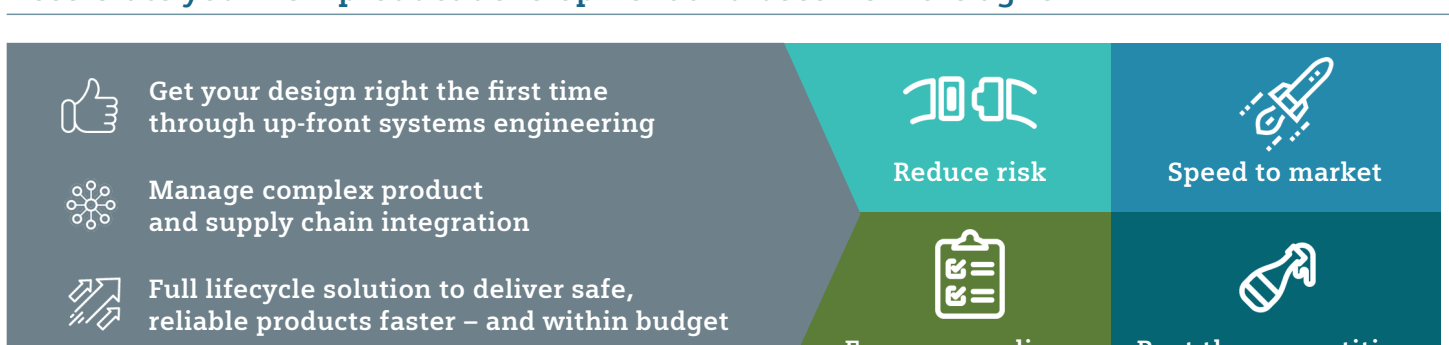 Get your design right the first time
through up-front systems engineering
Manage complex product
and supply chain integration
Full lifecycle solution to deliver safe,
reliable products faster – and within budget
Reduce risk
Speed to market